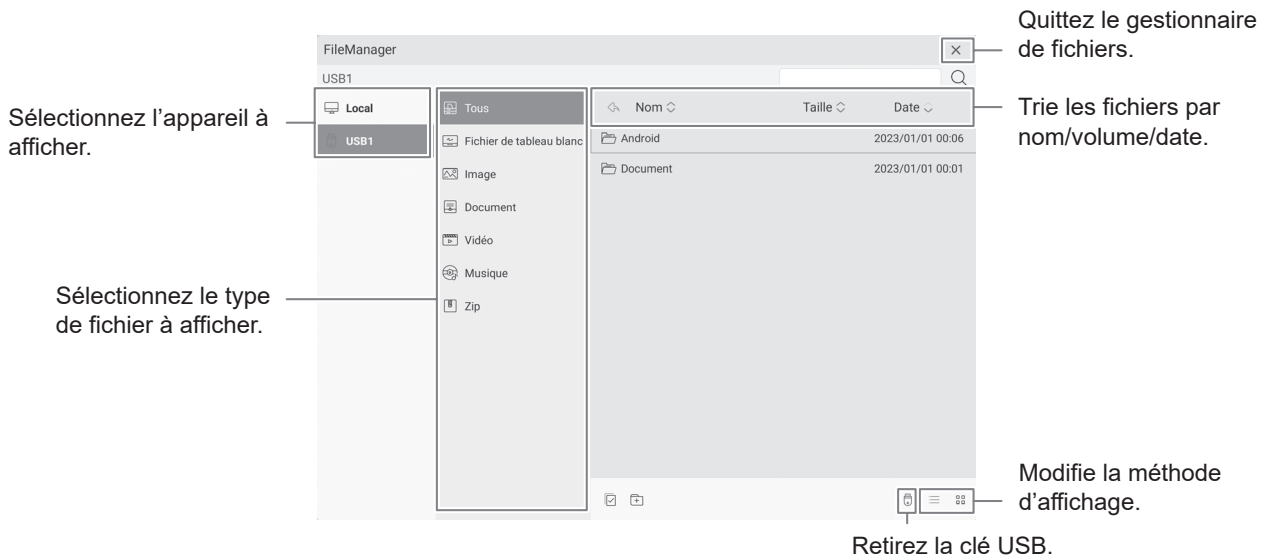 Quittez le gestionnaire
de fichiers.
FileManager
USB1
Sélectionnez l’appareil à
afficher.
Local
USB1
Tous
Fichier de tableau blanc
Image
Document
Vidéo
Musique
Zip
Nom
Taille
Date
Trie les fichiers par
nom/volume/date.
Android
2023/01/01 00:06
Document
2023/01/01 00:01
Sélectionnez le type
de fichier à afficher.
Modifie la méthode
d’affichage.
Retirez la clé USB.